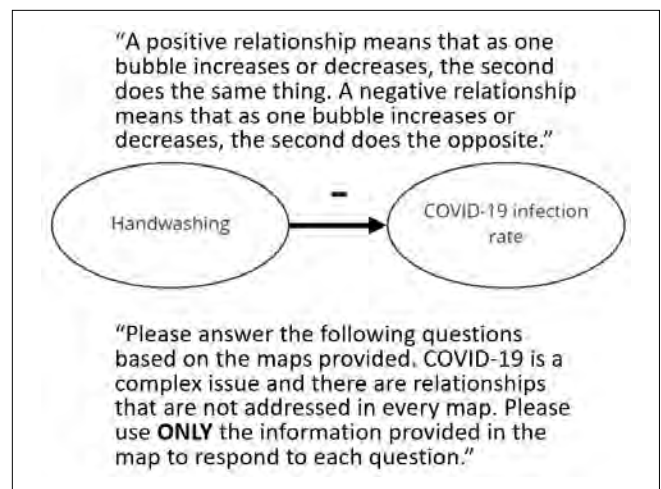 “A positive relationship means that as one
bubble increases or decreases, the second
does the same thing. A negative relationship
means that as one bubble increases or
decreases, the second does the opposite.”
-
Handwashing
COVID-19 infection
rate
“Please answer the following questions
based on the maps provided. COVID-19 is a
complex issue and there are relationships
that are not addressed in every map. Please
use ONLY the information provided in the
map to respond to each question.”